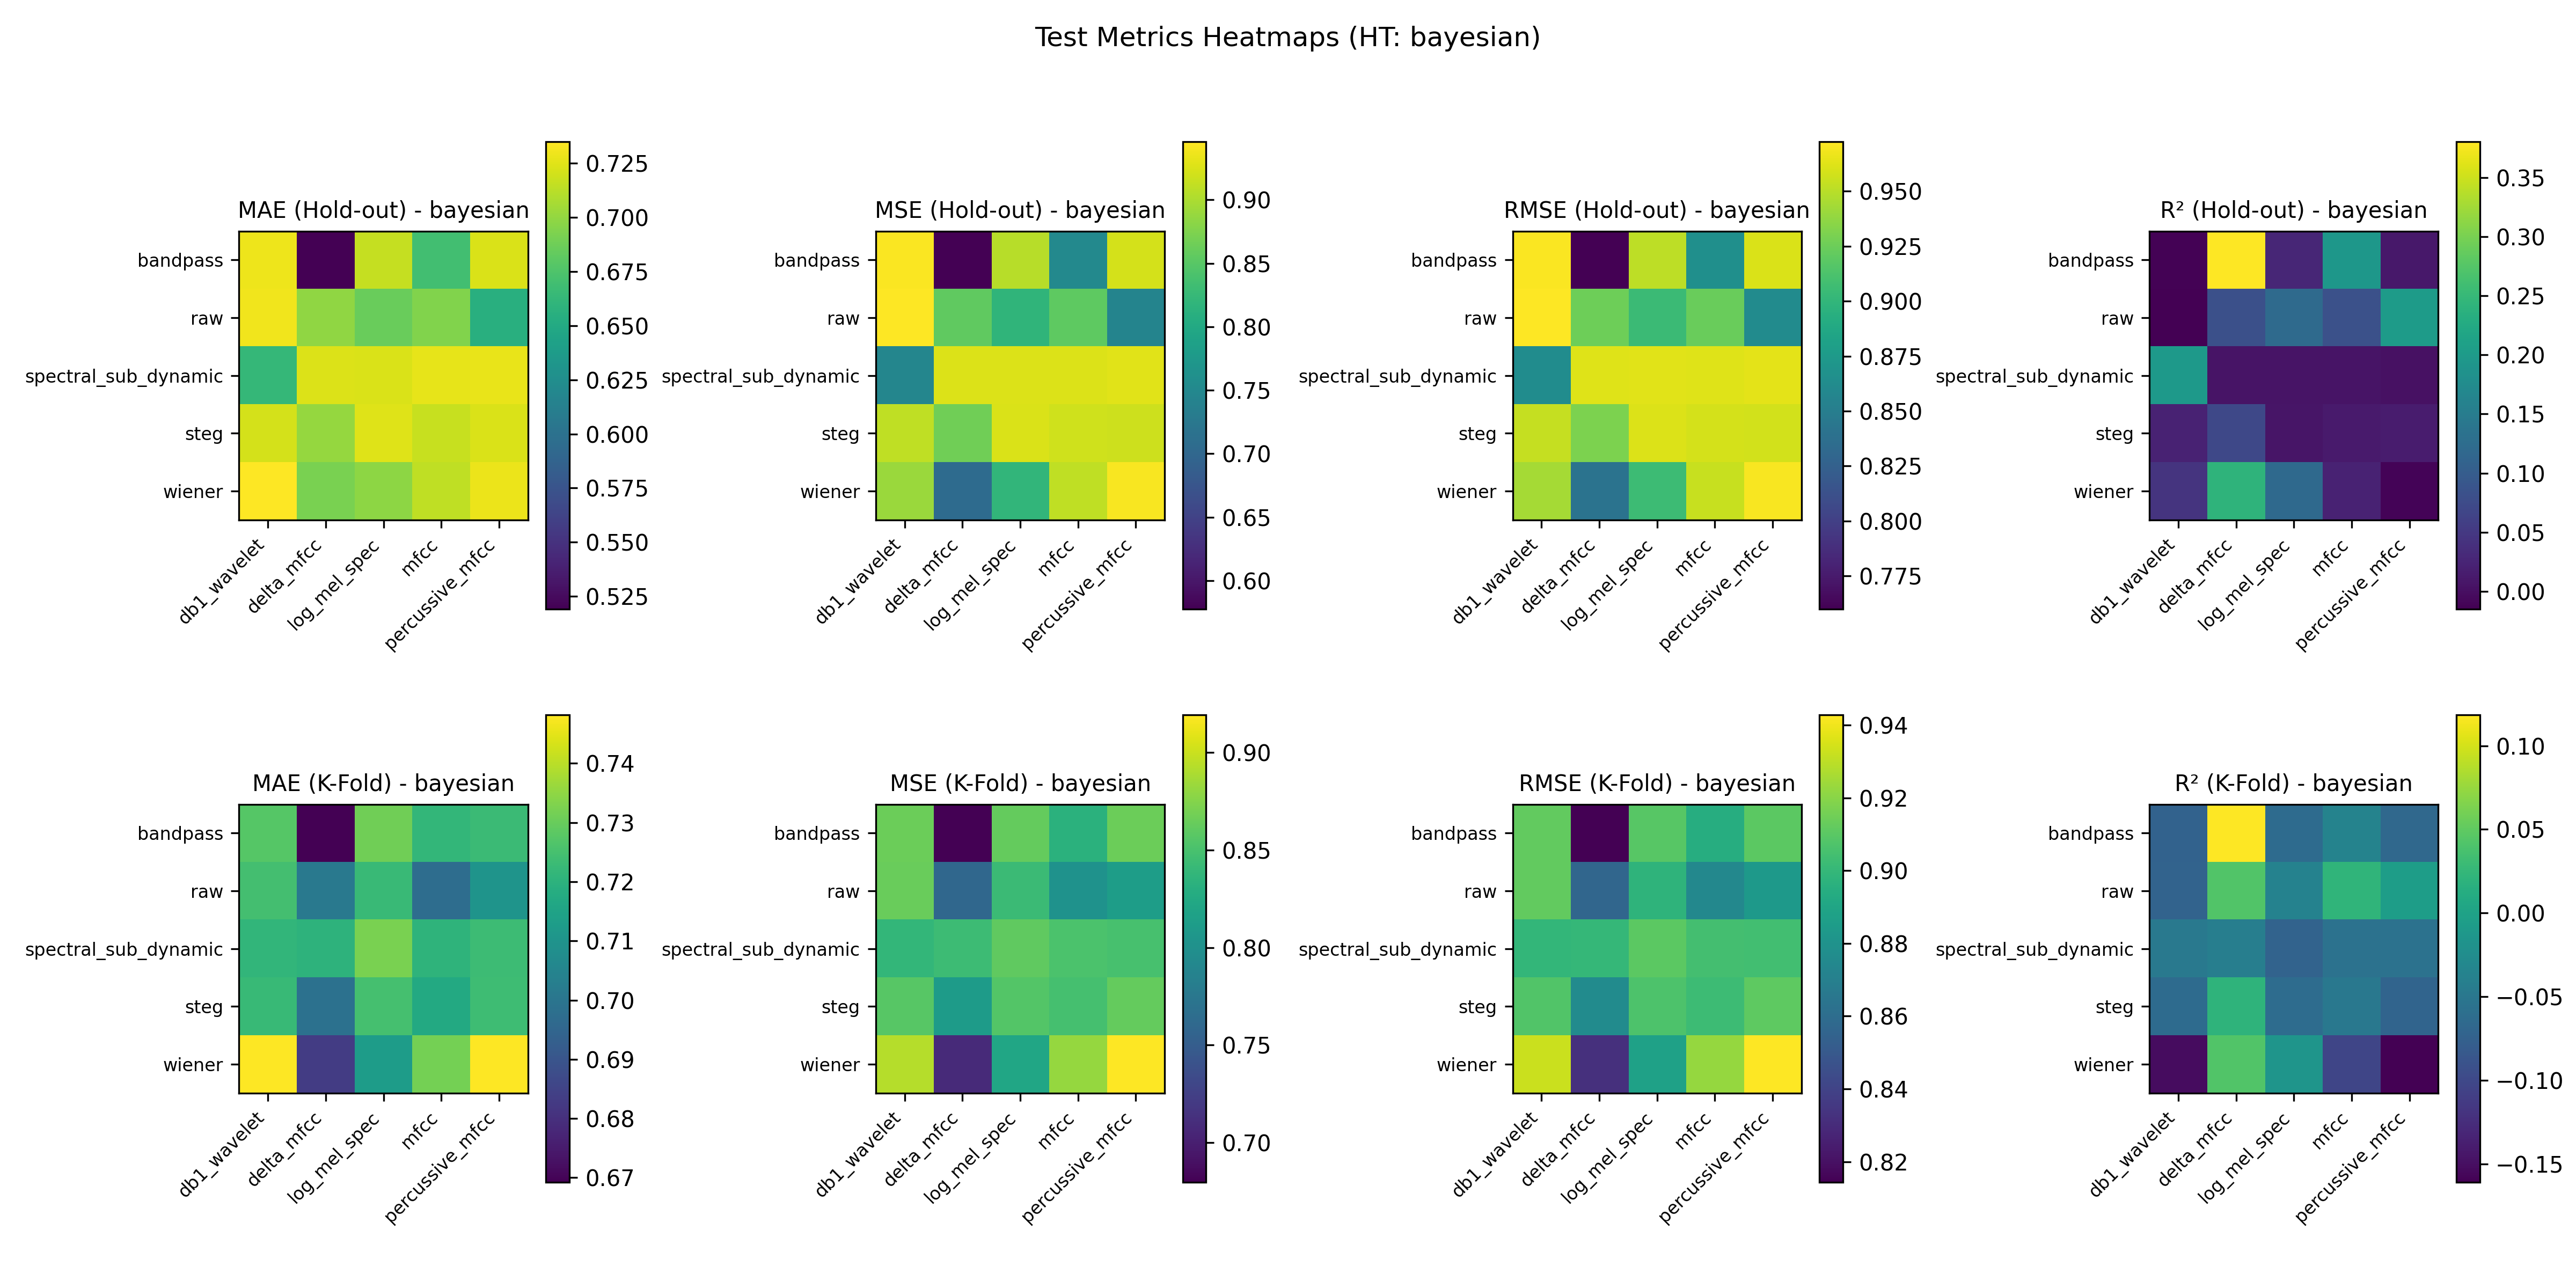 Test Metrics Heatmaps (HT: bayesian)
MAE (Hold-out) - bayesian
bandpass
raw
spectral_sub_dynamic
steg
wiener
db1_wavelet
delta_mfcc
log_mel_spec
mfcc
percussive_mfcc
0.725
0.700
0.675
0.650
0.625
0.600
0.575
0.550
0.525
MSE (Hold-out) - bayesian
bandpass
raw
spectral_sub_dynamic
steg
wiener
db1_wavelet
delta_mfcc
log_mel_spec
mfcc
percussive_mfcc
0.90
0.85
0.80
0.75
0.70
0.65
0.60
RMSE (Hold-out) - bayesian
bandpass
raw
spectral_sub_dynamic
steg
wiener
db1_wavelet
delta_mfcc
log_mel_spec
mfcc
percussive_mfcc
0.950
0.925
0.900
0.875
0.850
0.825
0.800
0.775
R² (Hold-out) - bayesian
bandpass
raw
spectral_sub_dynamic
steg
wiener
db1_wavelet
delta_mfcc
log_mel_spec
mfcc
percussive_mfcc
0.35
0.30
0.25
0.20
0.15
0.10
0.05
0.00
MAE (K-Fold) - bayesian
bandpass
raw
spectral_sub_dynamic
steg
wiener
db1_wavelet
delta_mfcc
log_mel_spec
mfcc
percussive_mfcc
0.74
0.73
0.72
0.71
0.70
0.69
0.68
0.67
MSE (K-Fold) - bayesian
bandpass
raw
spectral_sub_dynamic
steg
wiener
db1_wavelet
delta_mfcc
log_mel_spec
mfcc
percussive_mfcc
0.90
0.85
0.80
0.75
0.70
RMSE (K-Fold) - bayesian
bandpass
raw
spectral_sub_dynamic
steg
wiener
db1_wavelet
delta_mfcc
log_mel_spec
mfcc
percussive_mfcc
0.94
0.92
0.90
0.88
0.86
0.84
0.82
R² (K-Fold) - bayesian
bandpass
raw
spectral_sub_dynamic
steg
wiener
db1_wavelet
delta_mfcc
log_mel_spec
mfcc
percussive_mfcc
0.10
0.05
0.00
−0.05
−0.10
−0.15